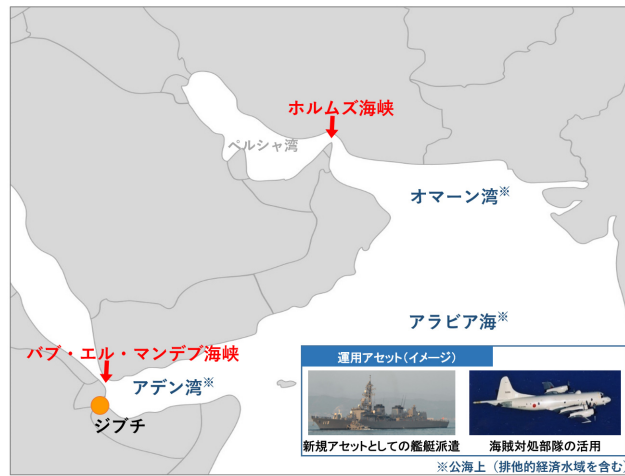 ホルムズ海峡
ペルシャ湾
オマーン湾※
アラビア海※
バブ・エル・マンデブ海峡
アデン湾※
ジブチ
運用アセット(イメージ)
新規アセットとしての艦艇派遣
海賊対処部隊の活用
※公海上（排他的経済水域を含む）